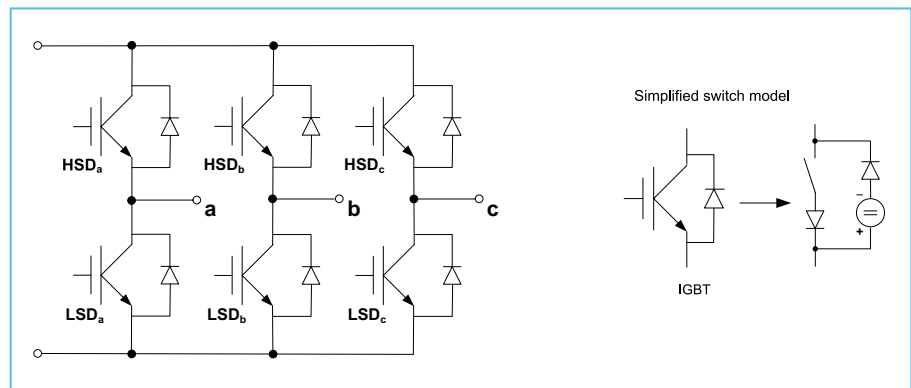 Simplified switch model
HSDa
HSDb
HSDc
a
b
c
LSDa
LSDb
LSDc
IGBT
−
+